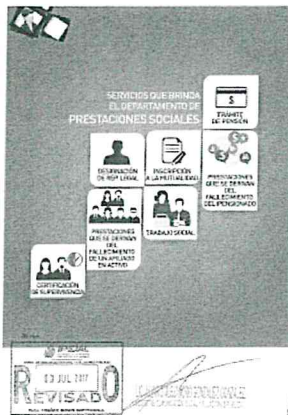 SERVICIOS QUE BRINDA
EL DEPARTAMENTO DE
PRESTACIONES SOCIALES
$
TRÁMITE
DE PENSIÓN
DESIGNACIÓN
DE REP. LEGAL
INSCRIPCIÓN
A LA MUTUALIDAD
PRESTACIONES
QUE SE DERIVAN
DEL
FALLECIMIENTO
DEL PENSIONADO
PRESTACIONES
QUE SE DERIVAN
DEL
FALLECIMIENTO
DE UN AFILIADO
EN ACTIVO
TRABAJO SOCIAL
CERTIFICACIÓN
DE SUPERVIVENCIA
03 JUL 2017
REVISADO